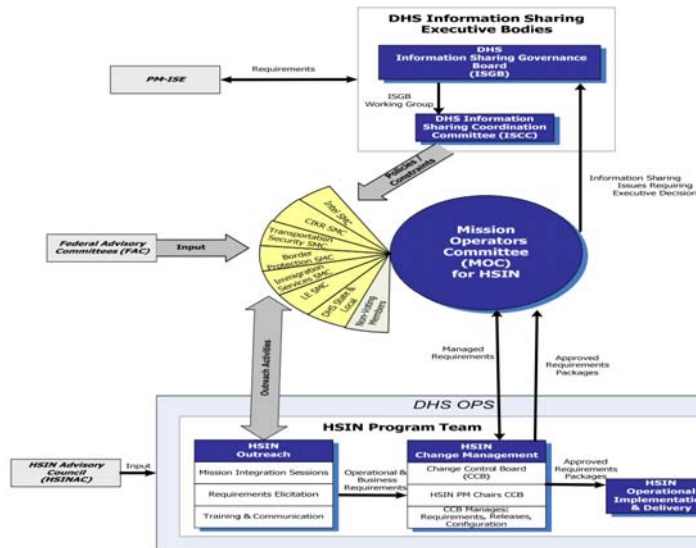 DHS Information Sharing
Executive Bodies
DHS
Information Sharing Governance
Board
(ISGB)
PM-ISE
Requirements
ISGB
Working Group
DHS Information
Sharing Coordination
Committee (ISCC)
Policies /
Constraints
Information Sharing
Issues Requiring
Executive Decision
Intel SMC
CIKR SMC
Transportation
Security SMC
Border
Protection SMC
Immigration
Services SMC
LE SMC
DHS State &
Local
Non-Voting
Members
Federal Advisory
Committees (FAC)
Input
Mission
Operators
Committee
(MOC)
for HSIN
Outreach Activities
Managed
Requirements
Approved
Requirements
Packages
DHS OPS
HSIN Program Team
HSIN Advisory
Council
(HSINAC)
Input
HSIN
Outreach
Mission Integration Sessions
Requirements Elicitation
Training & Communication
Operational &
Business
Requirements
HSIN
Change Management
Change Control Board
(CCB)
HSIN PM Chairs CCB
CCB Manages:
Requirements, Releases,
Configuration
Approved
Requirements
Packages
HSIN
Operational
Implementation
& Delivery